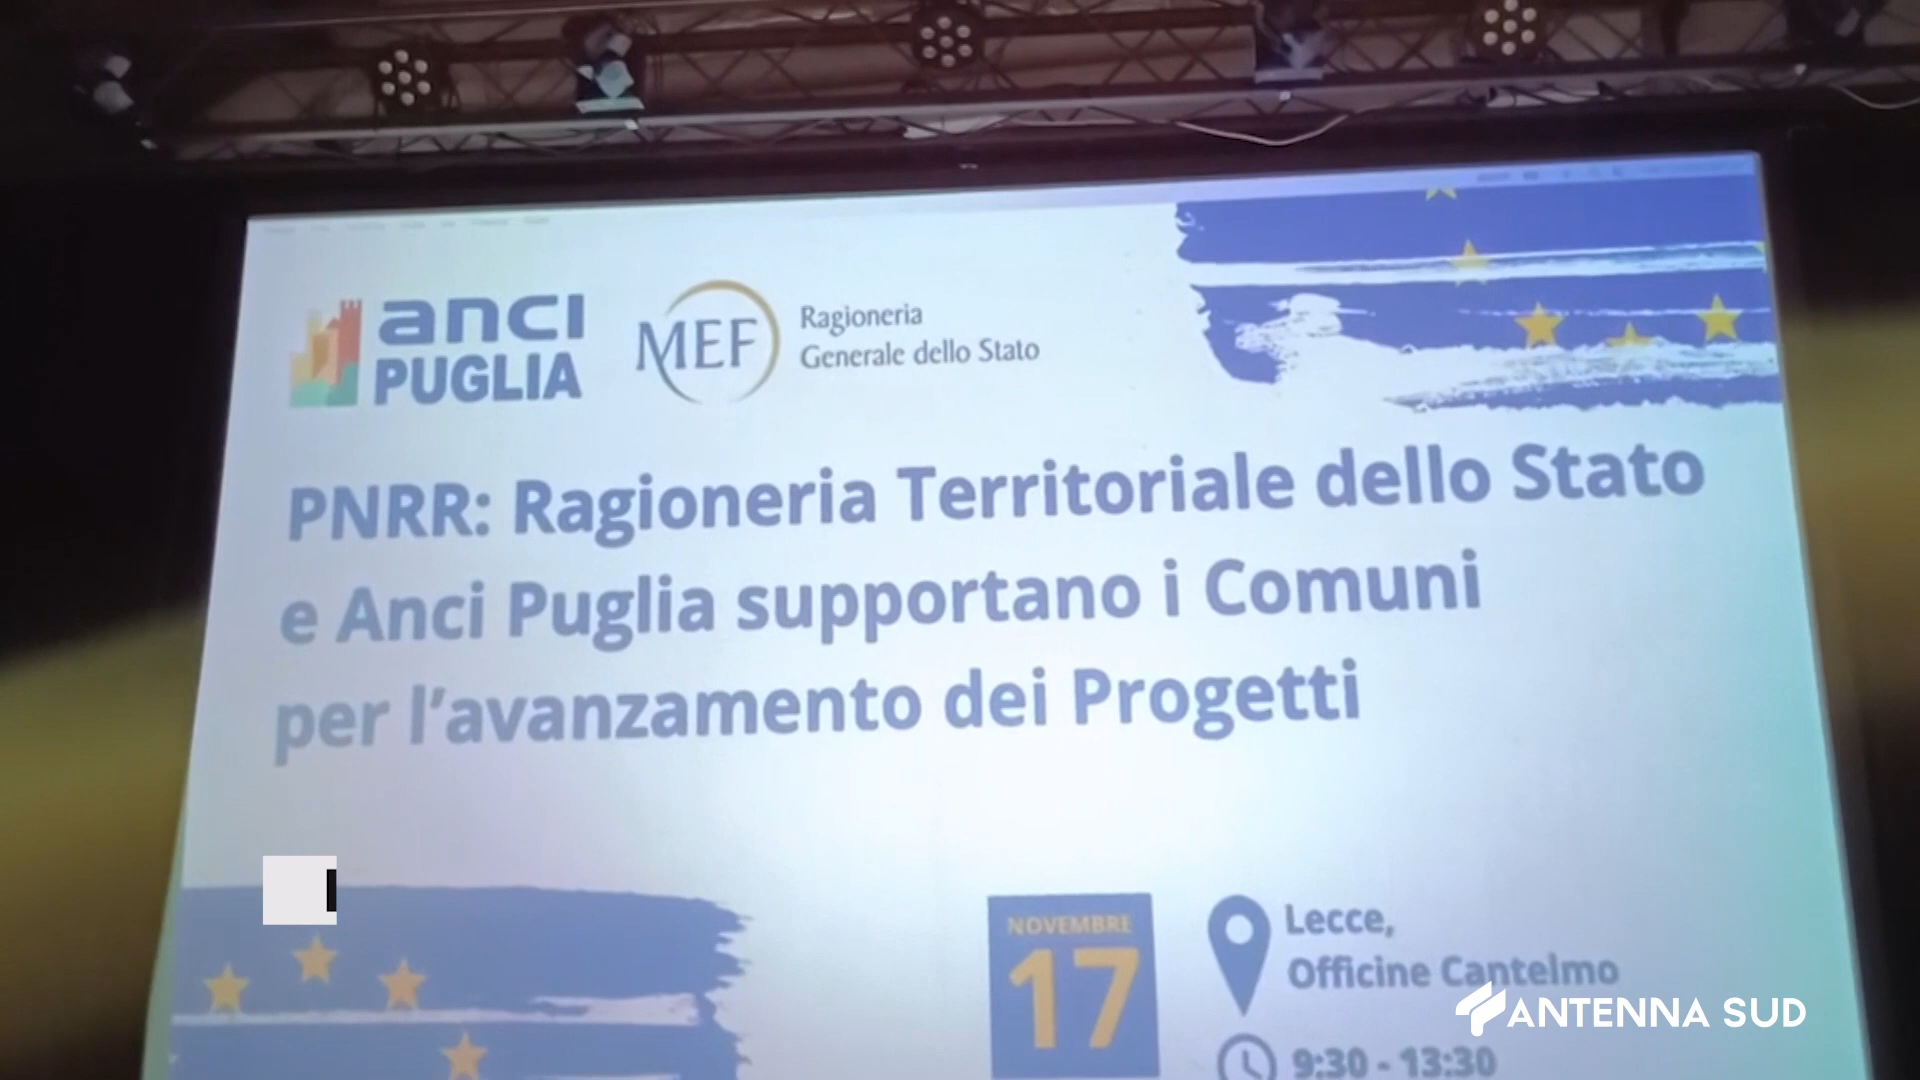 anci
PUGLIA
MEF
Ragioneria
Generale dello Stato
PNRR: Ragioneria Territoriale dello Stato
e Anci Puglia supportano i Comuni
per l'avanzamento dei Progetti
NOVEMBRE
17
Lecce,
Officine Cantelmo
9:30 - 13:30
ANTENNA SUD